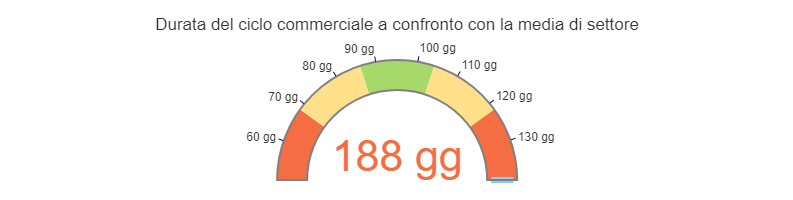 Durata del ciclo commerciale a confronto con la media di settore
90 gg
100 gg
80 gg
110 gg
70 gg
120 gg
60 gg
130 gg
188 gg